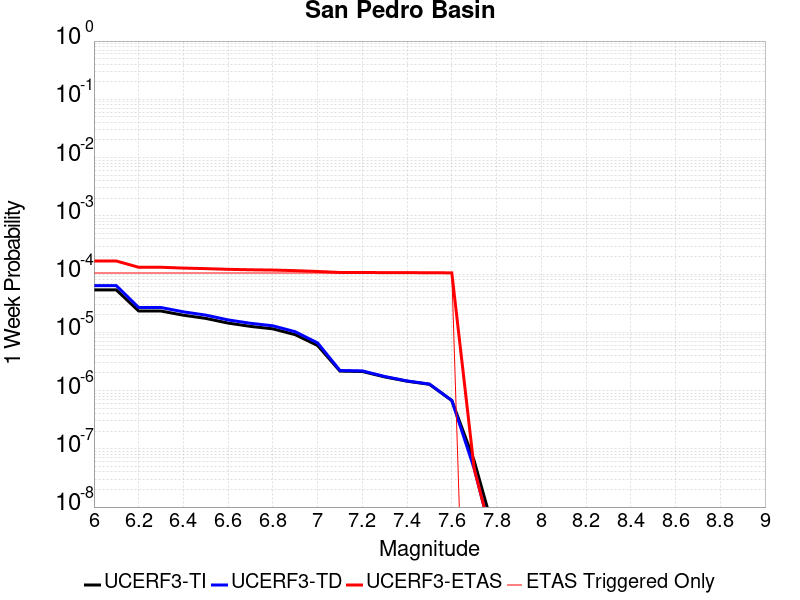 San Pedro Basin
10^0
10^-1
10^-2
10^-3
10^-4
10^-5
10^-6
10^-7
10^-8
1 Week Probability
6 6.2 6.4 6.6 6.8 7 7.2 7.4 7.6 7.8 8 8.2 8.4 8.6 8.8 9
Magnitude
UCERF3-TI UCERF3-TD UCERF3-ETAS ETAS Triggered Only